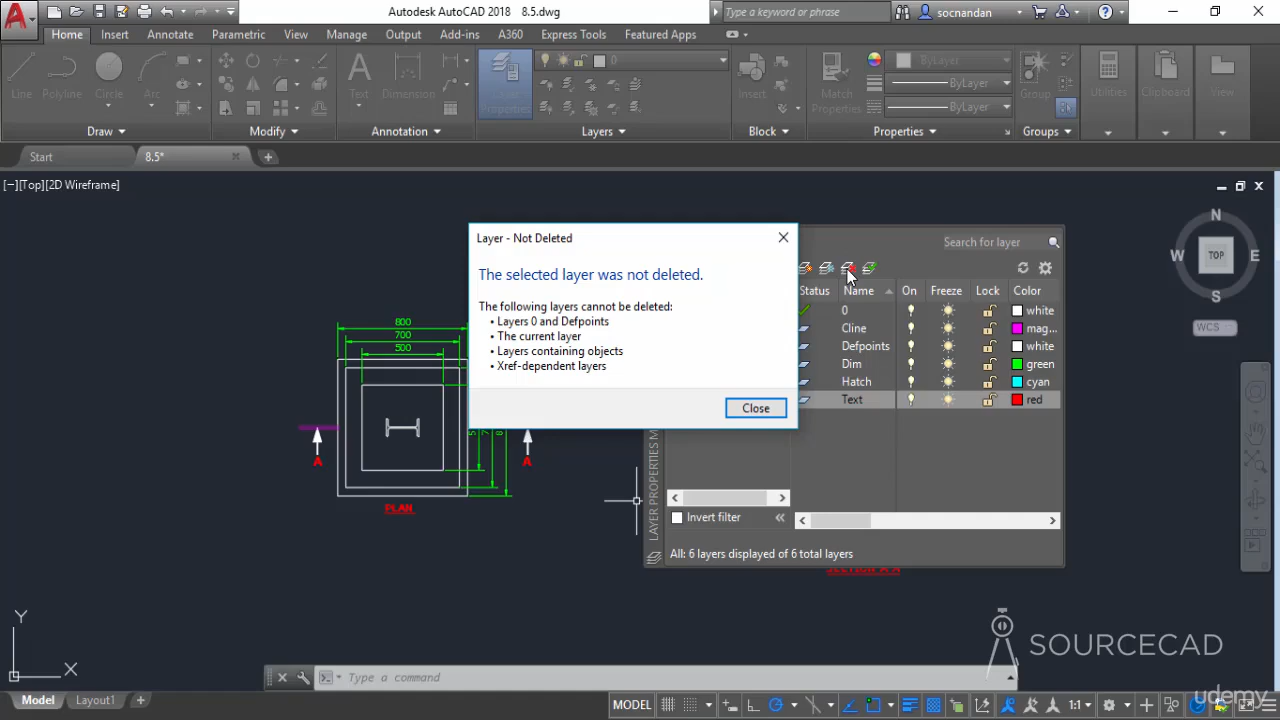 Autodesk AutoCAD 2018 8.5.dwg
Type a keyword or phrase
socnandan
Home Insert Annotate Parametric View Manage Output Add-ins A360 Express Tools Featured Apps
Line Polyline Circle Arc
Text Dimension
Layer Properties
0
Insert
Match Properties
ByLayer
ByLayer
ByLayer
Group
Utilities
Clipboard
View
Draw Modify Annotation Layers Block Properties Groups
Start 8.5*
[−][Top][2D Wireframe]
N
W TOP E
S
WCS
Layer - Not Deleted
The selected layer was not deleted.
The following layers cannot be deleted:
• Layers 0 and Defpoints
• The current layer
• Layers containing objects
• Xref-dependent layers
Close
Search for layer
Status Name On Freeze Lock Color
0 white
Cline mag...
Defpoints white
Dim green
Hatch cyan
Text red
Invert filter
All: 6 layers displayed of 6 total layers
LAYER PROPERTIES M
800
700
500
A A
PLAN
Y
X
SOURCECAD
Type a command
Model Layout1
MODEL
1:1
udemy